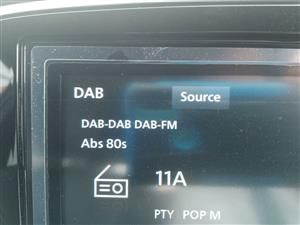 DAB Source
DAB-DAB DAB-FM
Abs 80s
11A
PTY POP M